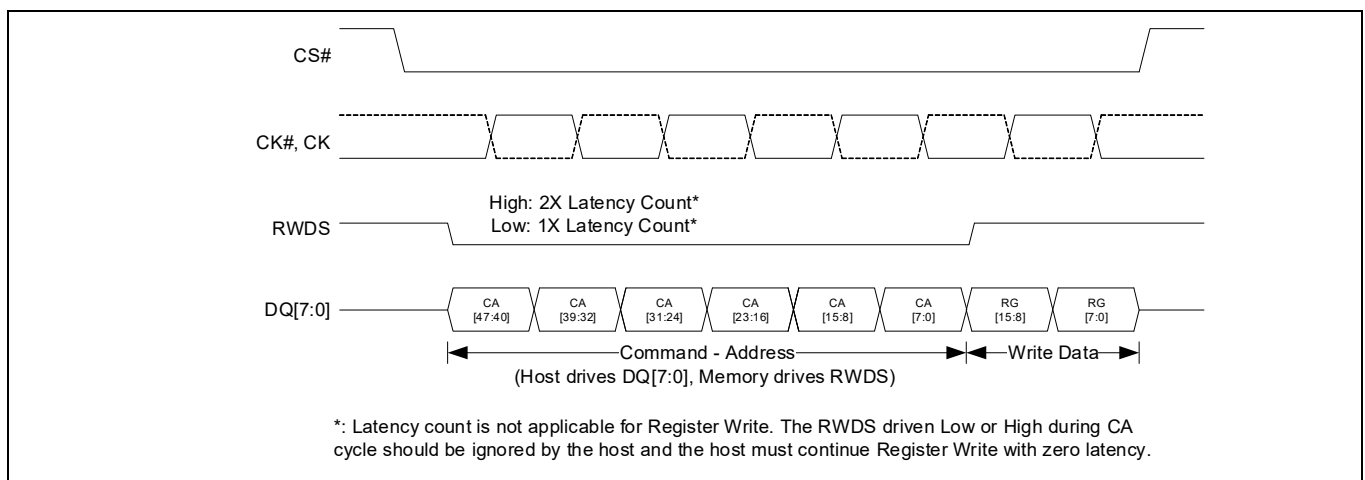 CS#
CK#, CK
High: 2X Latency Count*
Low: 1X Latency Count*
RWDS
DQ[7:0]
CA CA CA CA CA CA RG RG
[47:40] [39:32] [31:24] [23:16] [15:8] [7:0] [15:8] [7:0]
Command - Address Write Data
(Host drives DQ[7:0], Memory drives RWDS)
*: Latency count is not applicable for Register Write. The RWDS driven Low or High during CA
cycle should be ignored by the host and the host must continue Register Write with zero latency.